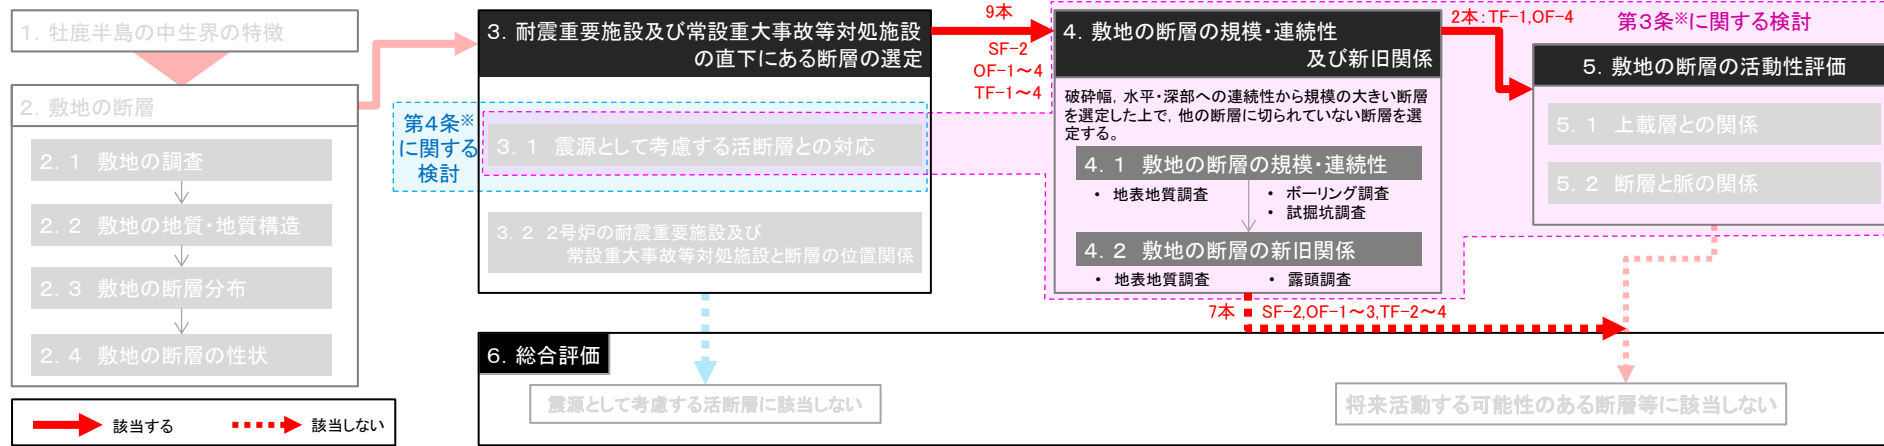 1. 牡鹿半島の中生界の特徴
2. 敷地の断層
2. 1 敷地の調査
2. 2 敷地の地質・地質構造
2. 3 敷地の断層分布
2. 4 敷地の断層の性状
該当する
該当しない
3. 耐震重要施設及び常設重大事故等対処施設
の直下にある断層の選定
第4条※
に関する
検討
3. 1 震源として考慮する活断層との対応
3. 2 2号炉の耐震重要施設及び
常設重大事故等対処施設と断層の位置関係
9本
SF-2
OF-1～4
TF-1～4
4. 敷地の断層の規模・連続性
及び新旧関係
破砕幅，水平・深部への連続性から規模の大きい断層
を選定した上で，他の断層に切られていない断層を選
定する。
4. 1 敷地の断層の規模・連続性
・ 地表地質調査
・ ボーリング調査
・ 試掘坑調査
4. 2 敷地の断層の新旧関係
・ 地表地質調査
・ 露頭調査
2本：TF-1,OF-4
第3条※に関する検討
5. 敷地の断層の活動性評価
5. 1 上載層との関係
5. 2 断層と脈の関係
7本 SF-2,OF-1～3,TF-2～4
6. 総合評価
震源として考慮する活断層に該当しない
将来活動する可能性のある断層等に該当しない